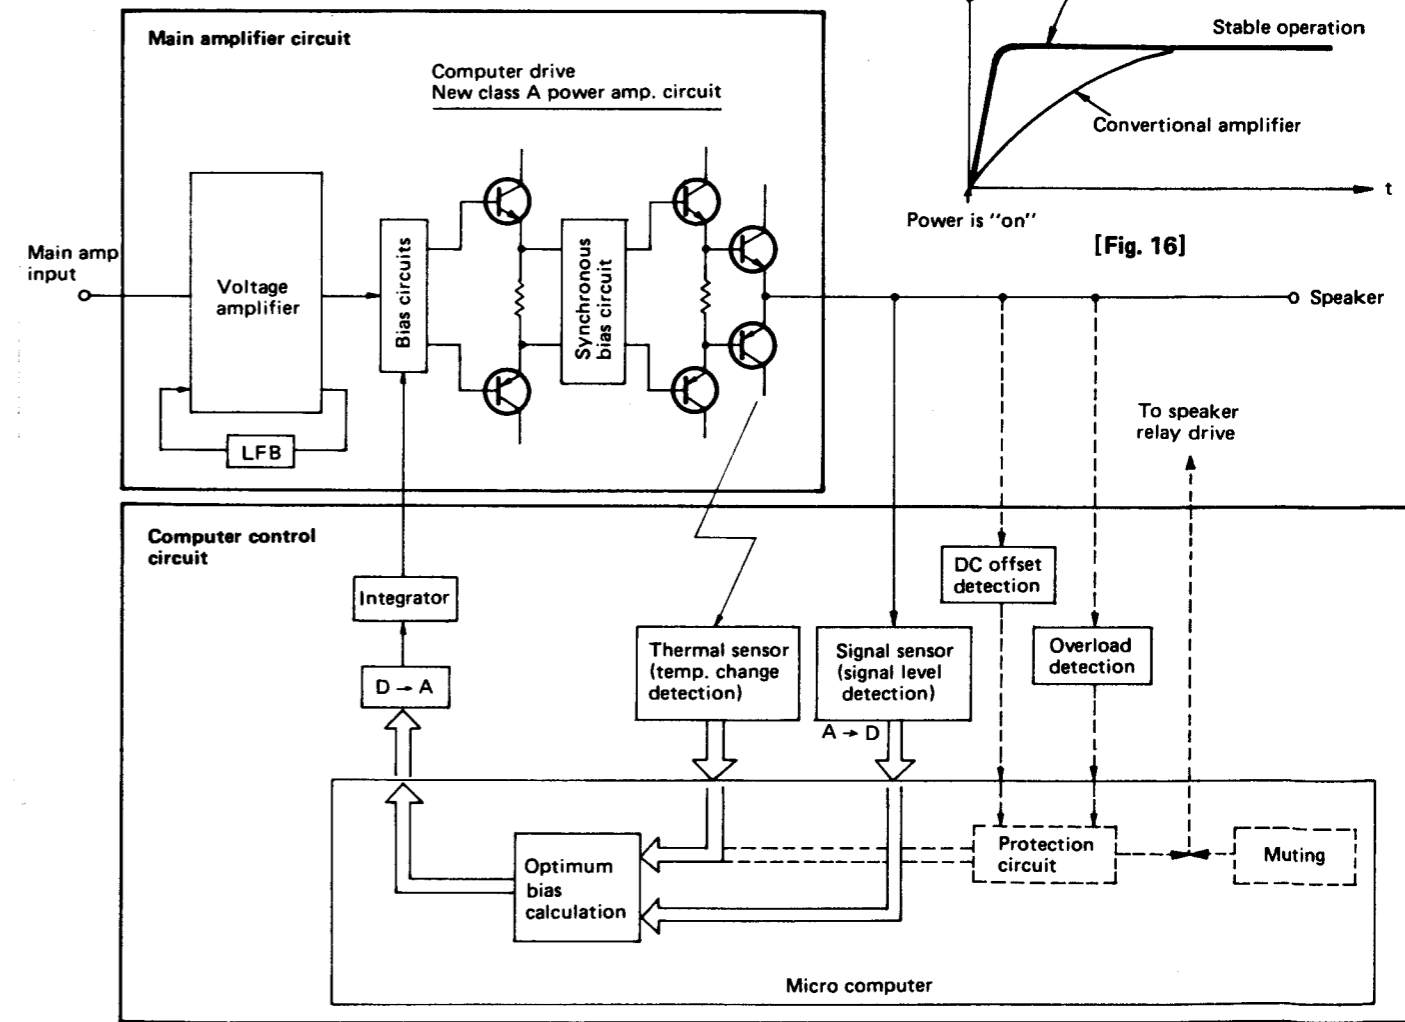 Main amplifier circuit
Computer drive
New class A power amp. circuit
Main amp
input
Voltage
amplifier
LFB
Bias circuits
Synchronous
bias circuit
Stable operation
Convertional amplifier
t
Power is "on"
[Fig. 16]
Speaker
To speaker
relay drive
Computer control
circuit
Integrator
D → A
Thermal sensor
(temp. change
detection)
Signal sensor
(signal level
detection)
A → D
DC offset
detection
Overload
detection
Optimum
bias
calculation
Protection
circuit
Muting
Micro computer